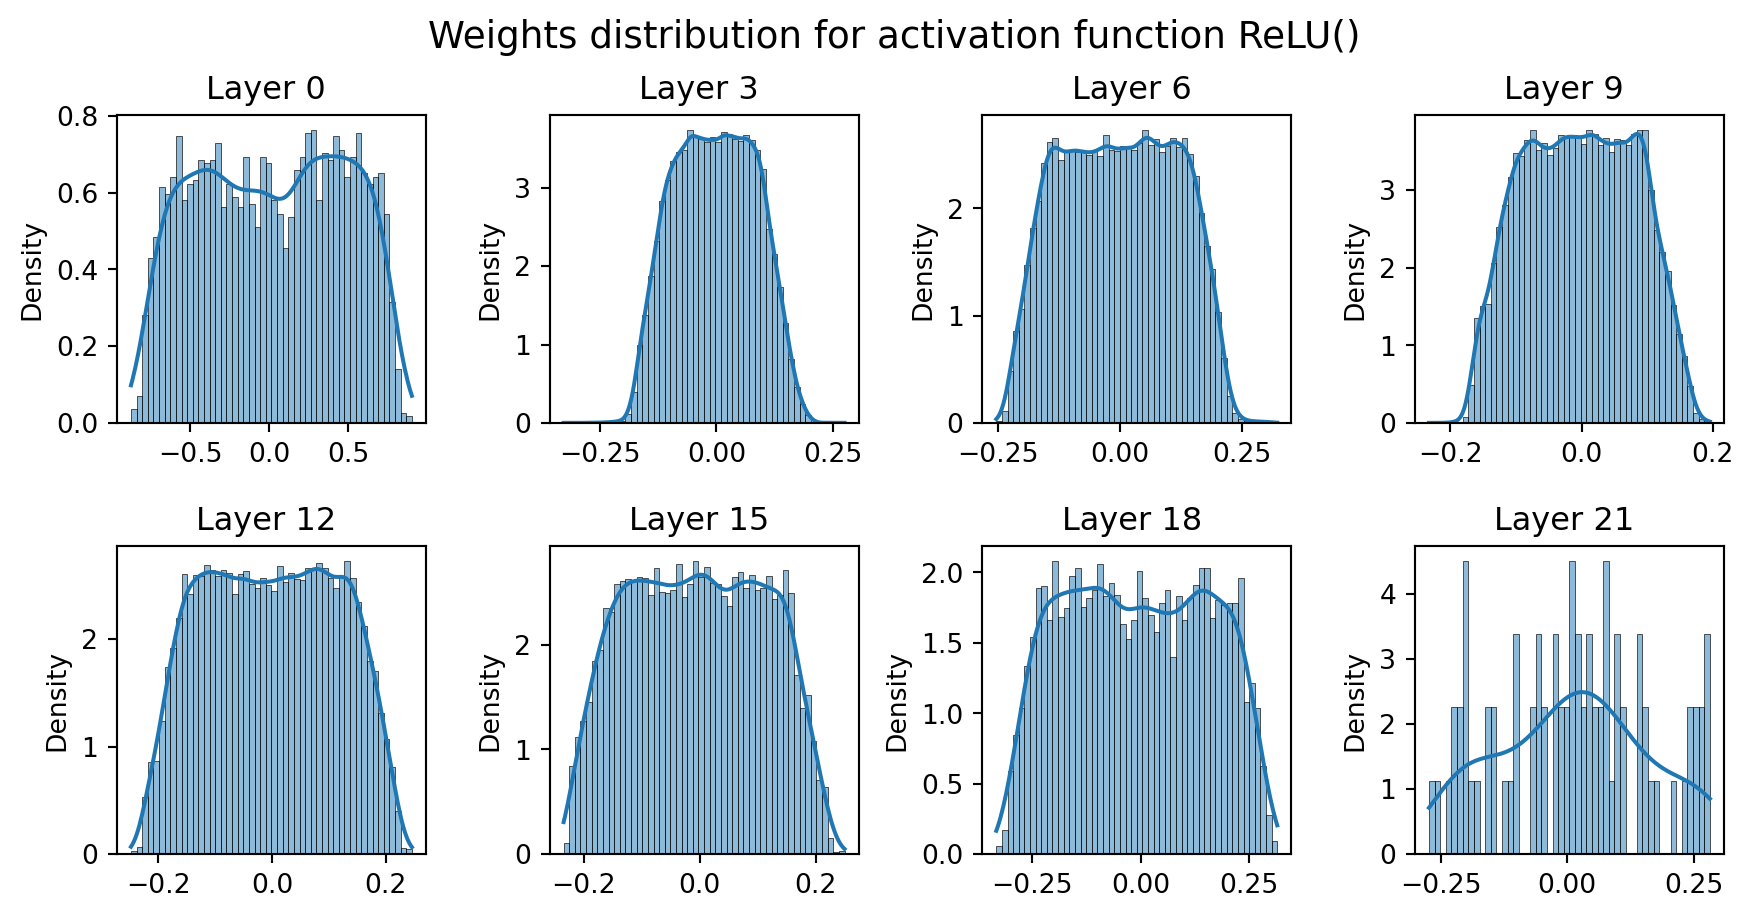 Weights distribution for activation function ReLU()
Layer 0
Layer 3
Layer 6
Layer 9
Density
0.8
0.6
0.4
0.2
0.0
−0.5 0.0 0.5
Density
3
2
1
0
−0.25 0.00 0.25
Density
2
1
0
−0.25 0.00 0.25
Density
3
2
1
0
−0.2 0.0 0.2
Layer 12
Layer 15
Layer 18
Layer 21
Density
2
1
0
−0.2 0.0 0.2
Density
2
1
0
−0.2 0.0 0.2
Density
2.0
1.5
1.0
0.5
0.0
−0.25 0.00 0.25
Density
4
3
2
1
0
−0.25 0.00 0.25